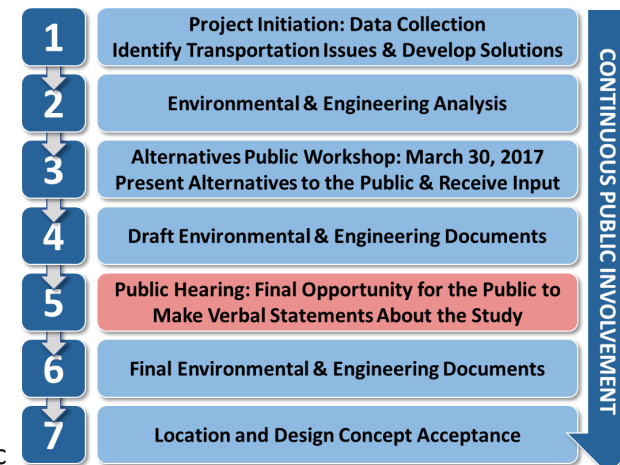 1
Project Initiation: Data Collection
Identify Transportation Issues & Develop Solutions
2
Environmental & Engineering Analysis
3
Alternatives Public Workshop: March 30, 2017
Present Alternatives to the Public & Receive Input
4
Draft Environmental & Engineering Documents
5
Public Hearing: Final Opportunity for the Public to
Make Verbal Statements About the Study
6
Final Environmental & Engineering Documents
7
Location and Design Concept Acceptance
CONTINUOUS PUBLIC INVOLVEMENT
c